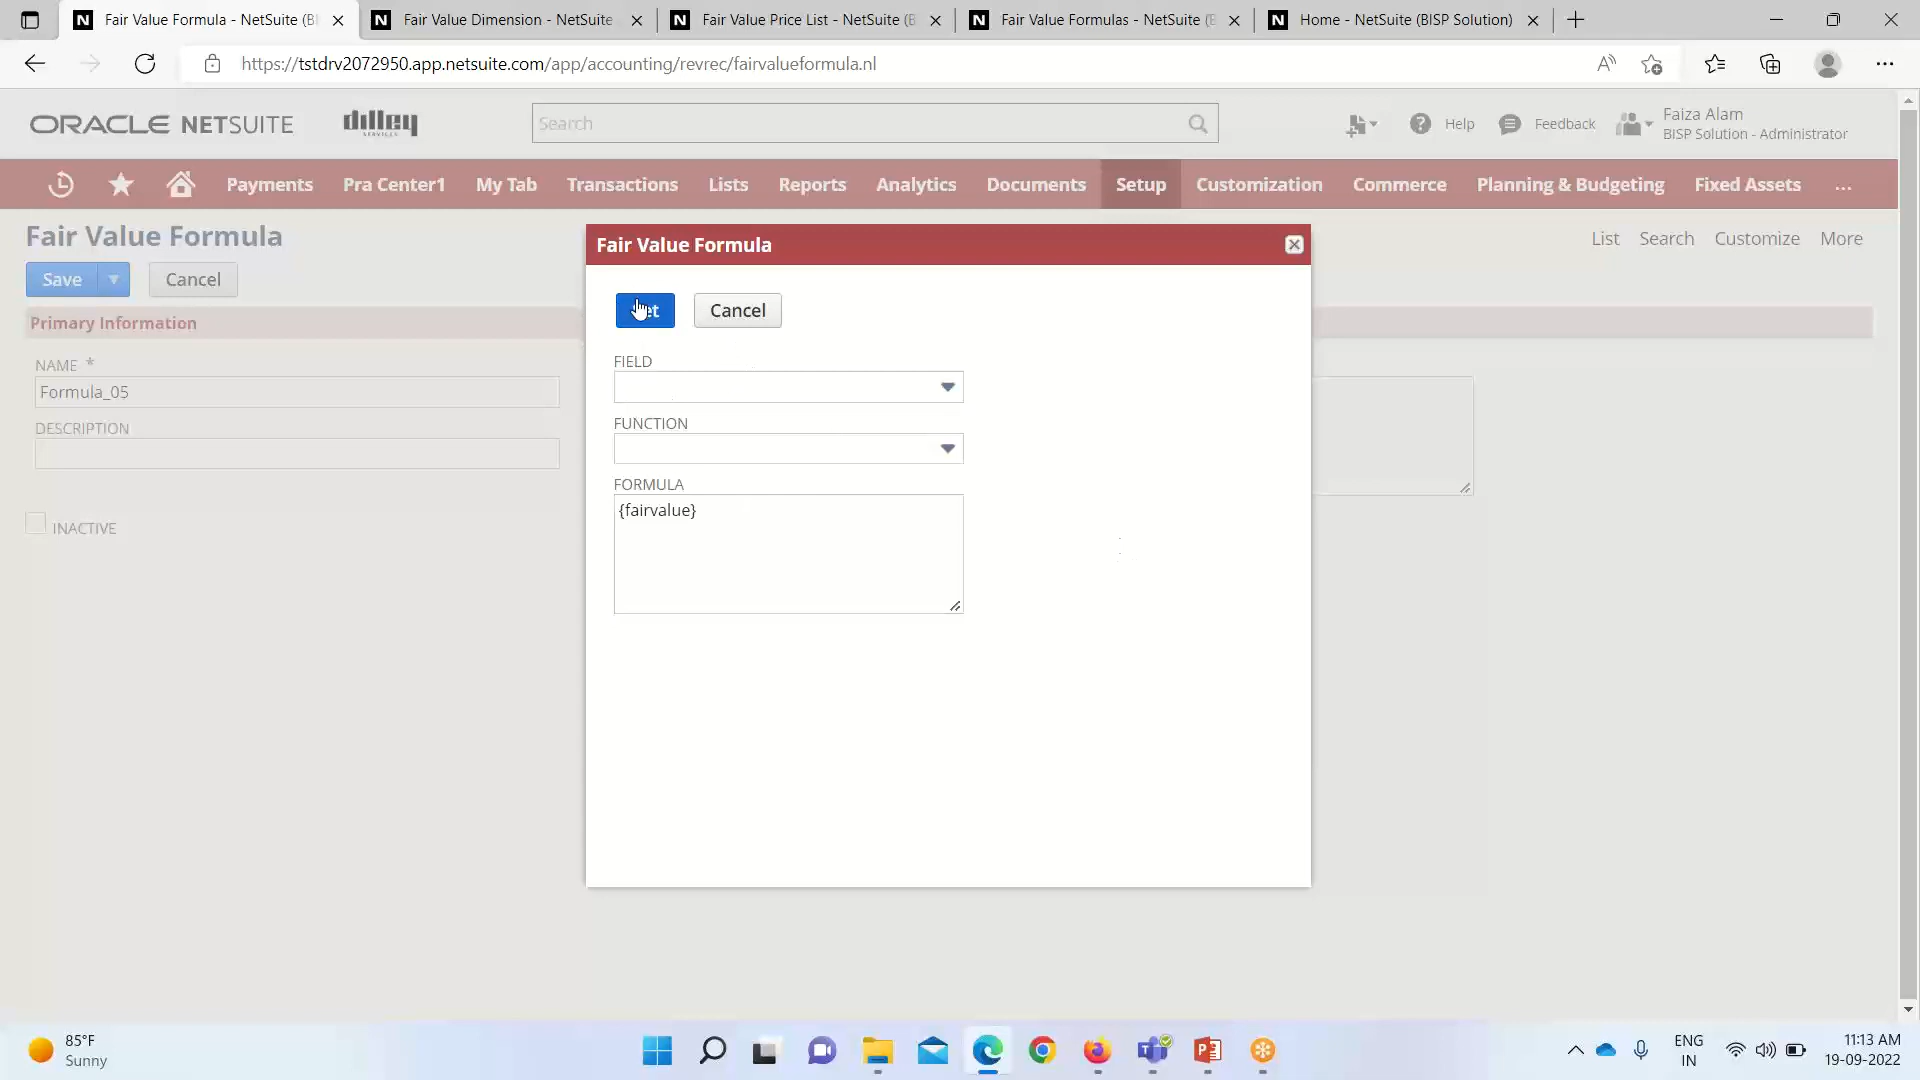 Fair Value Formula - NetSuite (BI
Fair Value Dimension - NetSuite
Fair Value Price List - NetSuite (B
Fair Value Formulas - NetSuite (B
Home - NetSuite (BISP Solution)
https://tstdrv2072950.app.netsuite.com/app/accounting/revrec/fairvalueformula.nl
ORACLE NETSUITE
dilley
SERVICES
Search
Help
Feedback
Faiza Alam
BISP Solution - Administrator
Payments
Pra Center1
My Tab
Transactions
Lists
Reports
Analytics
Documents
Setup
Customization
Commerce
Planning & Budgeting
Fixed Assets
...
Fair Value Formula
List
Search
Customize
More
Save
Cancel
Primary Information
NAME *
Formula_05
DESCRIPTION
INACTIVE
Fair Value Formula
Cancel
FIELD
FUNCTION
FORMULA
{fairvalue}
85°F
Sunny
ENG
IN
11:13 AM
19-09-2022